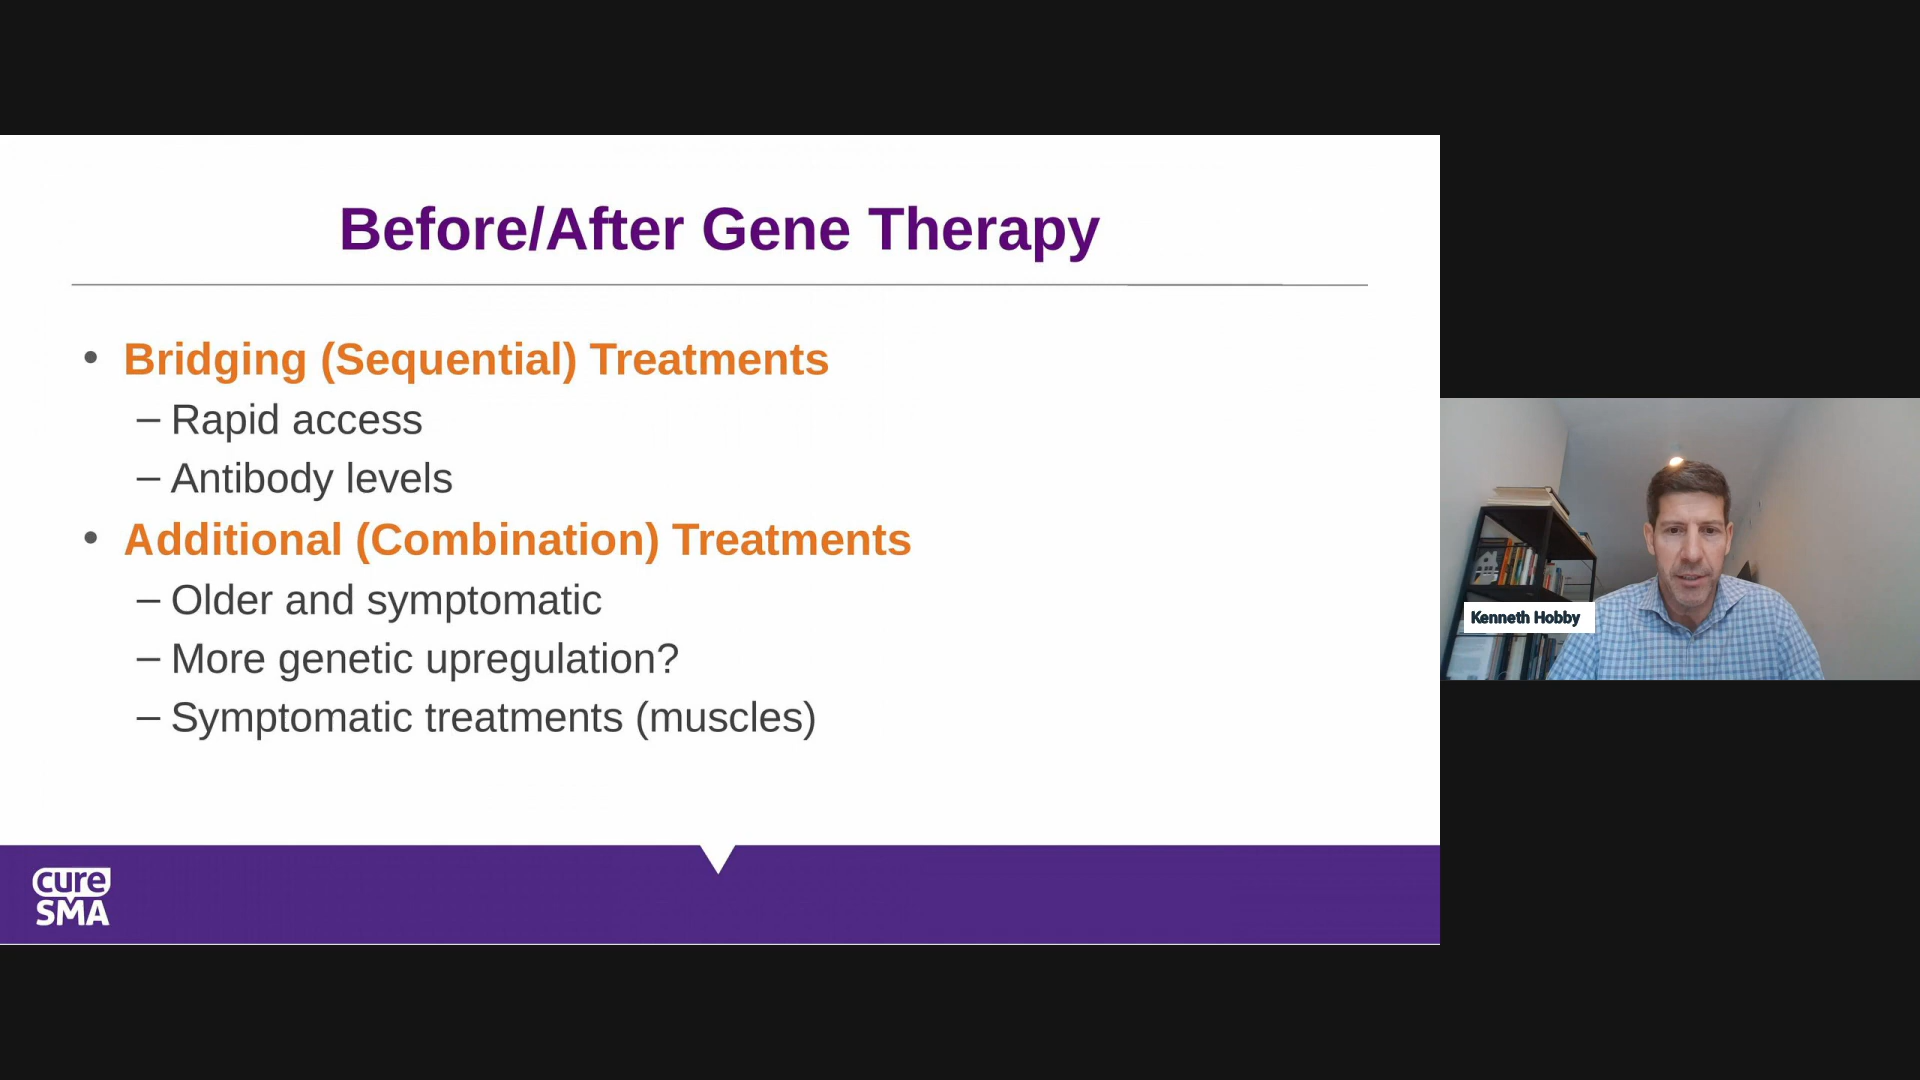 Before/After Gene Therapy
• Bridging (Sequential) Treatments
– Rapid access
– Antibody levels
• Additional (Combination) Treatments
– Older and symptomatic
– More genetic upregulation?
– Symptomatic treatments (muscles)
cure
SMA
Kenneth Hobby